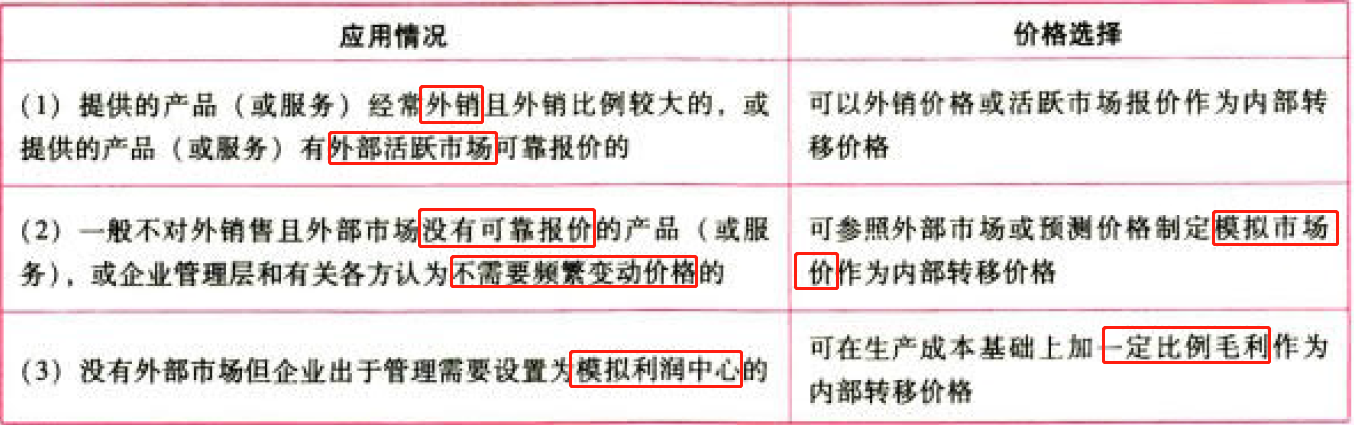 应用情况
价格选择
(1) 提供的产品(或服务)经常外销且外销比例较大的,或
提供的产品(或服务)有外部活跃市场可靠报价的
可以外销价格或活跃市场报价作为内部转
移价格
(2) 一般不对外销售且外部市场没有可靠报价的产品(或服
务),或企业管理层和有关各方认为不需要频繁变动价格的
可参照外部市场或预测价格制定模拟市场
价作为内部转移价格
(3) 没有外部市场但企业出于管理需要设置为模拟利润中心的
可在生产成本基础上加一定比例毛利作为
内部转移价格